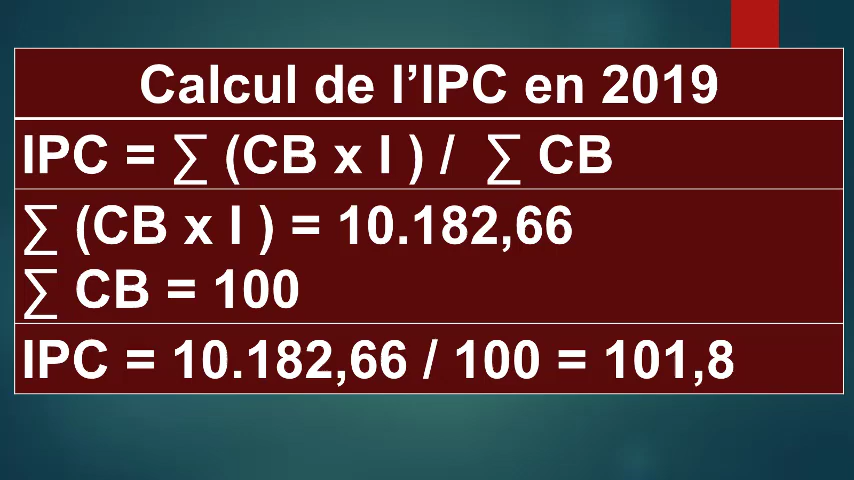 Calcul de l’IPC en 2019
IPC = ∑ (CB x I ) / ∑ CB
∑ (CB x I ) = 10.182,66
∑ CB = 100
IPC = 10.182,66 / 100 = 101,8